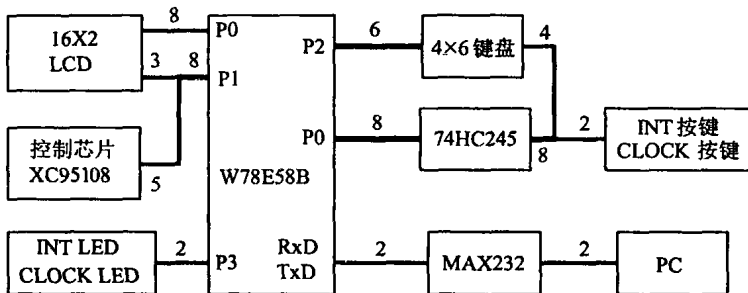 8
16X2
LCD
3
8
P0
P1
P2
6
4×6 键盘
4
控制芯片
XC95108
5
W78E58B
P0
8
74HC245
8
2
INT 按键
CLOCK 按键
INT LED
CLOCK LED
2
P3
RxD
TxD
2
MAX232
2
PC